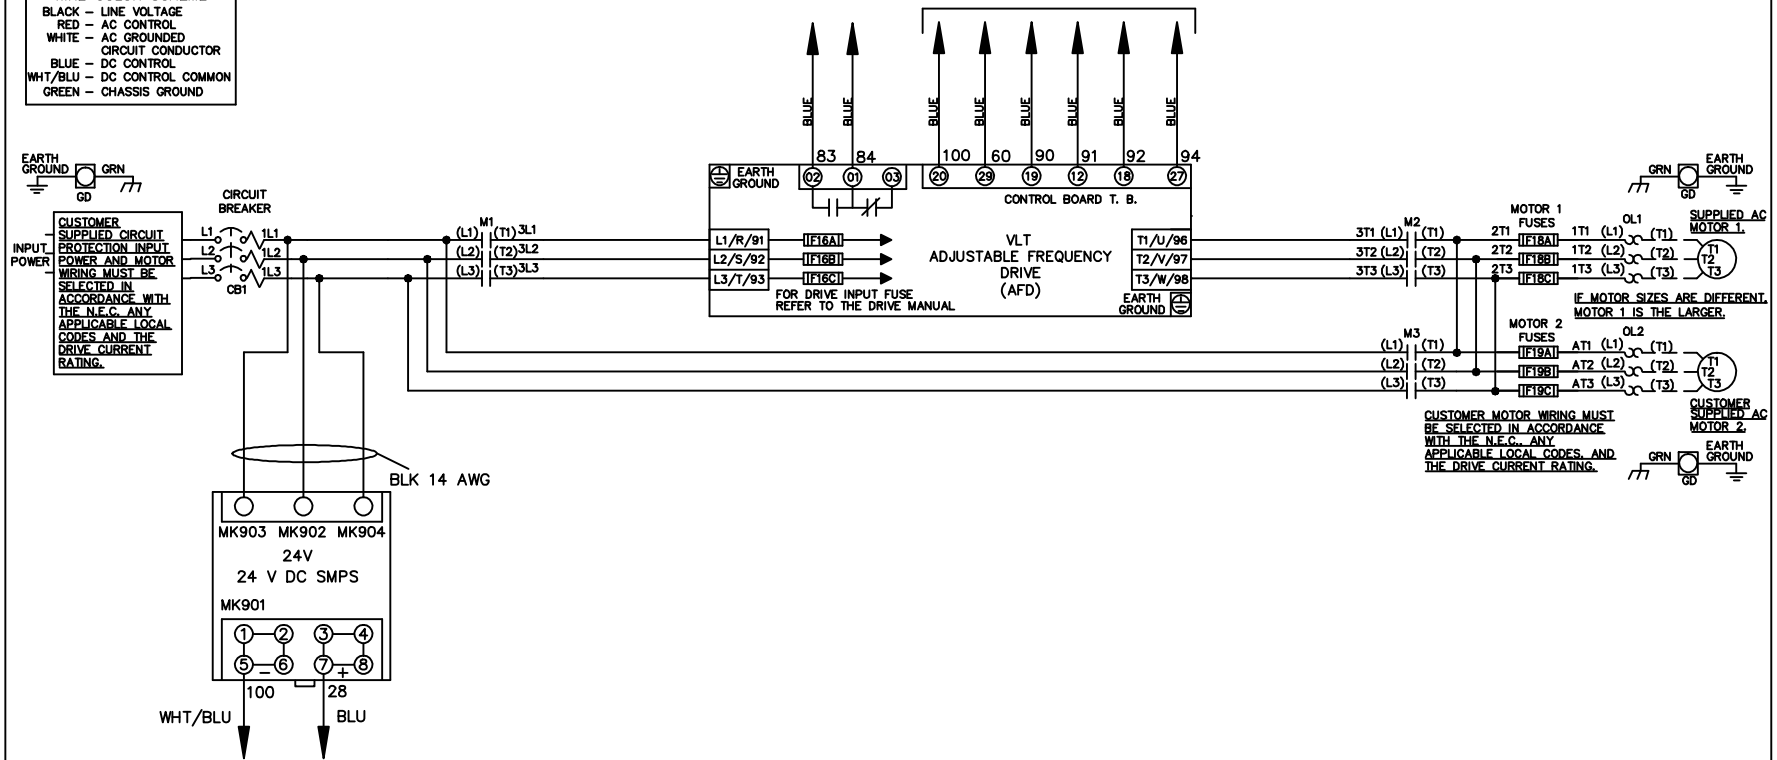 BLACK – LINE VOLTAGE
RED – AC CONTROL
WHITE – AC GROUNDED
CIRCUIT CONDUCTOR
BLUE – DC CONTROL
WHT/BLU – DC CONTROL COMMON
GREEN – CHASSIS GROUND
BLUE BLUE BLUE BLUE BLUE BLUE BLUE BLUE
83 84 100 60 90 91 92 94
EARTH
GROUND GRN
GD
CIRCUIT
BREAKER
INPUT
POWER
CUSTOMER
SUPPLIED CIRCUIT
PROTECTION INPUT
POWER AND MOTOR
WIRING MUST BE
SELECTED IN
ACCORDANCE WITH
THE N.E.C. ANY
APPLICABLE LOCAL
CODES AND THE
DRIVE CURRENT
RATING.
L1 1L1
L2 1L2
L3 1L3
CB1
M1
(L1) (T1) 3L1
(L2) (T2) 3L2
(L3) (T3) 3L3
EARTH
GROUND
02 01 03 20 29 19 12 18 27
CONTROL BOARD T. B.
L1/R/91 F16A
L2/S/92 F16B
L3/T/93 F16C
FOR DRIVE INPUT FUSE
REFER TO THE DRIVE MANUAL
VLT
ADJUSTABLE FREQUENCY
DRIVE
(AFD)
T1/U/96
T2/V/97
T3/W/98
EARTH
GROUND
GRN EARTH
GROUND
GD
M2 MOTOR 1
FUSES OL1
SUPPLIED AC
MOTOR 1.
3T1 (L1) (T1) 2T1 F18A 1T1 (L1) (T1) T1
3T2 (L2) (T2) 2T2 F18B 1T2 (L2) (T2) T2
3T3 (L3) (T3) 2T3 F18C 1T3 (L3) (T3) T3
IF MOTOR SIZES ARE DIFFERENT,
MOTOR 1 IS THE LARGER.
M3 MOTOR 2
FUSES OL2
(L1) (T1) F19A AT1 (L1) (T1) T1
(L2) (T2) F19B AT2 (L2) (T2) T2
(L3) (T3) F19C AT3 (L3) (T3) T3
CUSTOMER
SUPPLIED AC
MOTOR 2.
CUSTOMER MOTOR WIRING MUST
BE SELECTED IN ACCORDANCE
WITH THE N.E.C., ANY
APPLICABLE LOCAL CODES, AND
THE DRIVE CURRENT RATING.
GRN EARTH
GROUND
GD
BLK 14 AWG
MK903 MK902 MK904
24V
24 V DC SMPS
MK901
1 2 3 4
5 – 6 7 + 8
100 28
WHT/BLU BLU